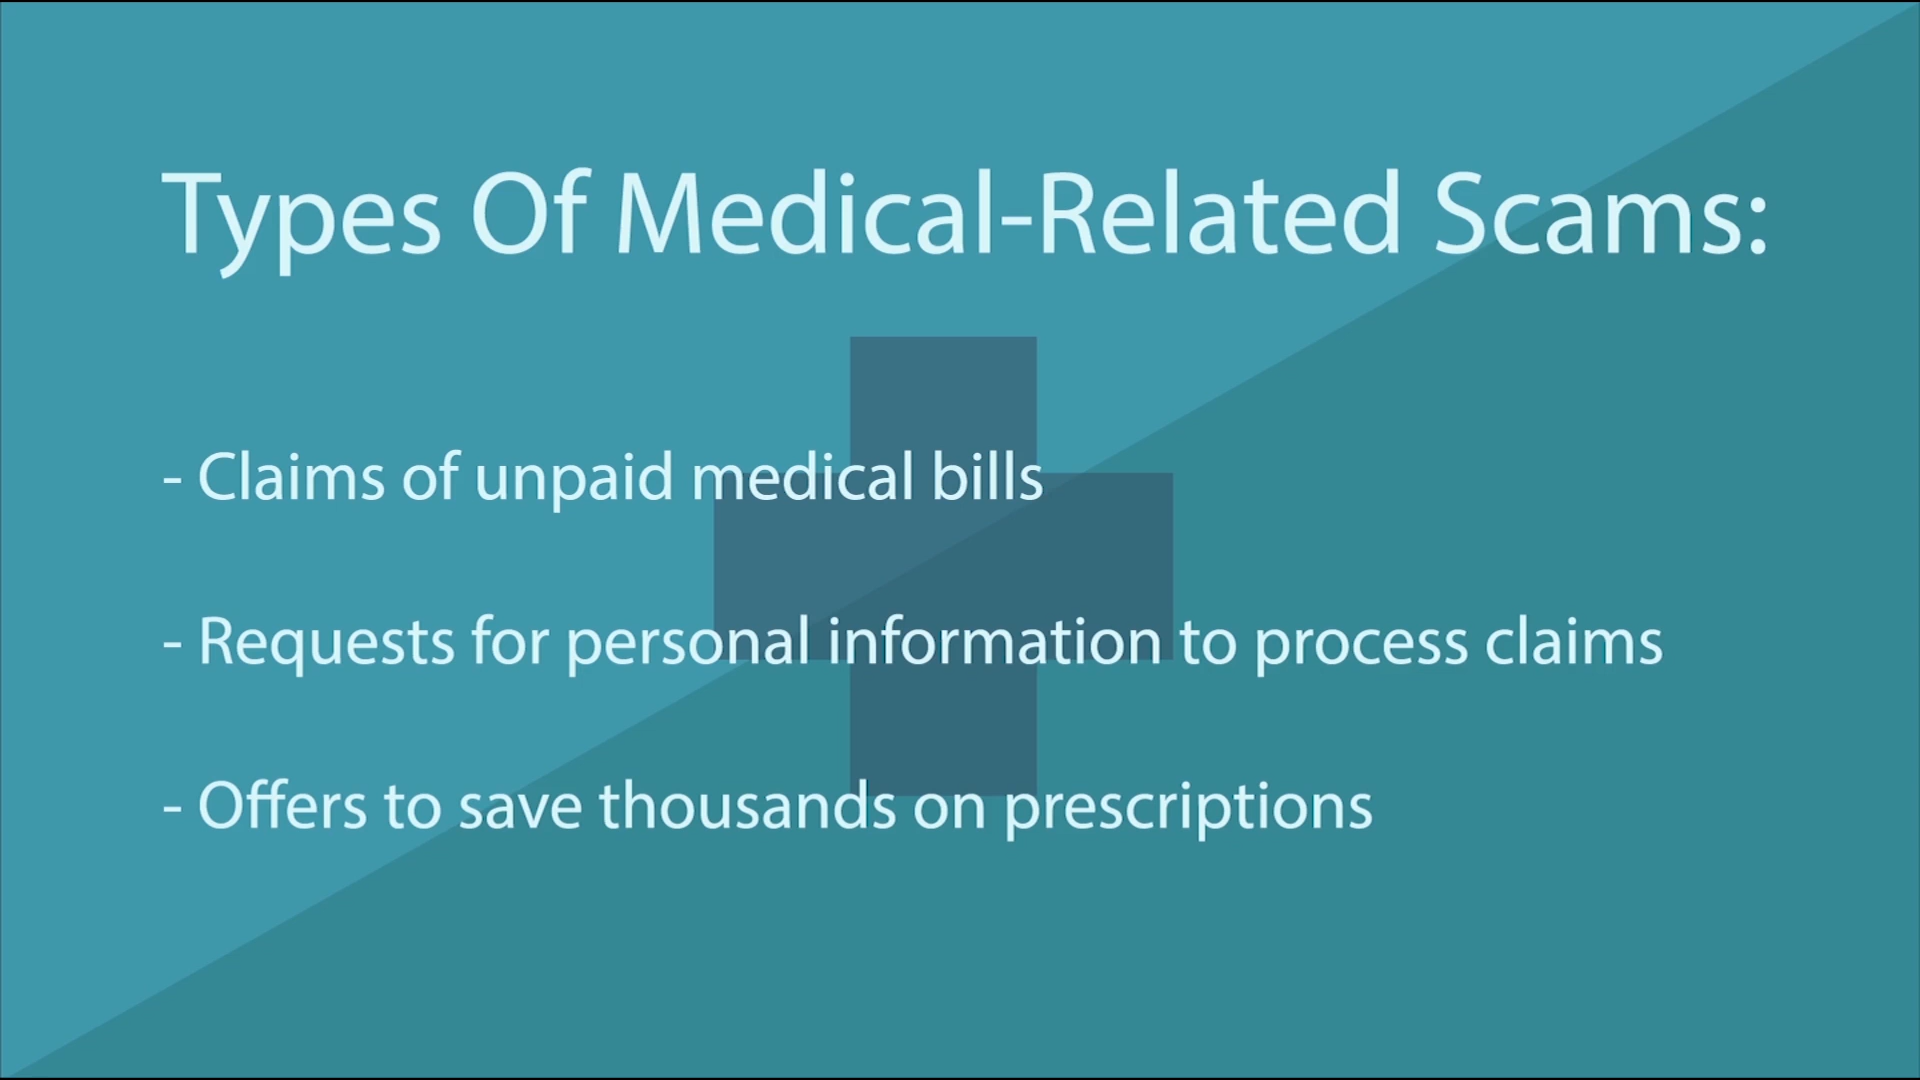 Types Of Medical-Related Scams:
- Claims of unpaid medical bills
- Requests for personal information to process claims
- Offers to save thousands on prescriptions